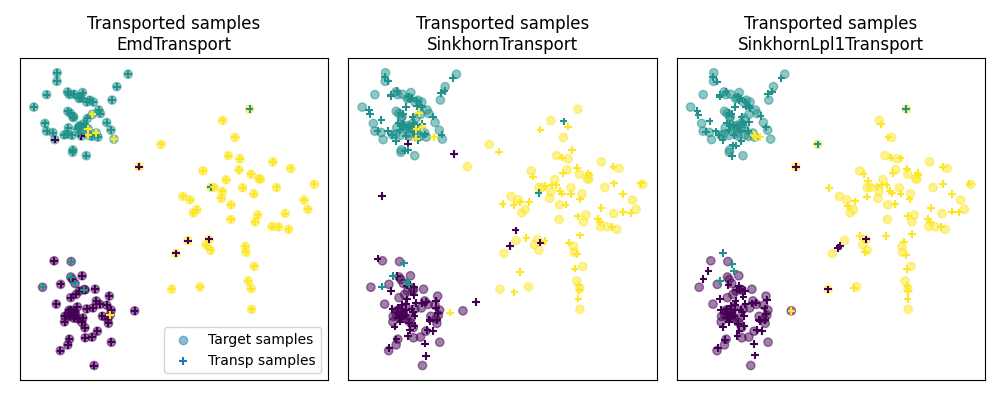 Transported samples
EmdTransport
Transported samples
SinkhornTransport
Transported samples
SinkhornLpl1Transport
Target samples
Transp samples